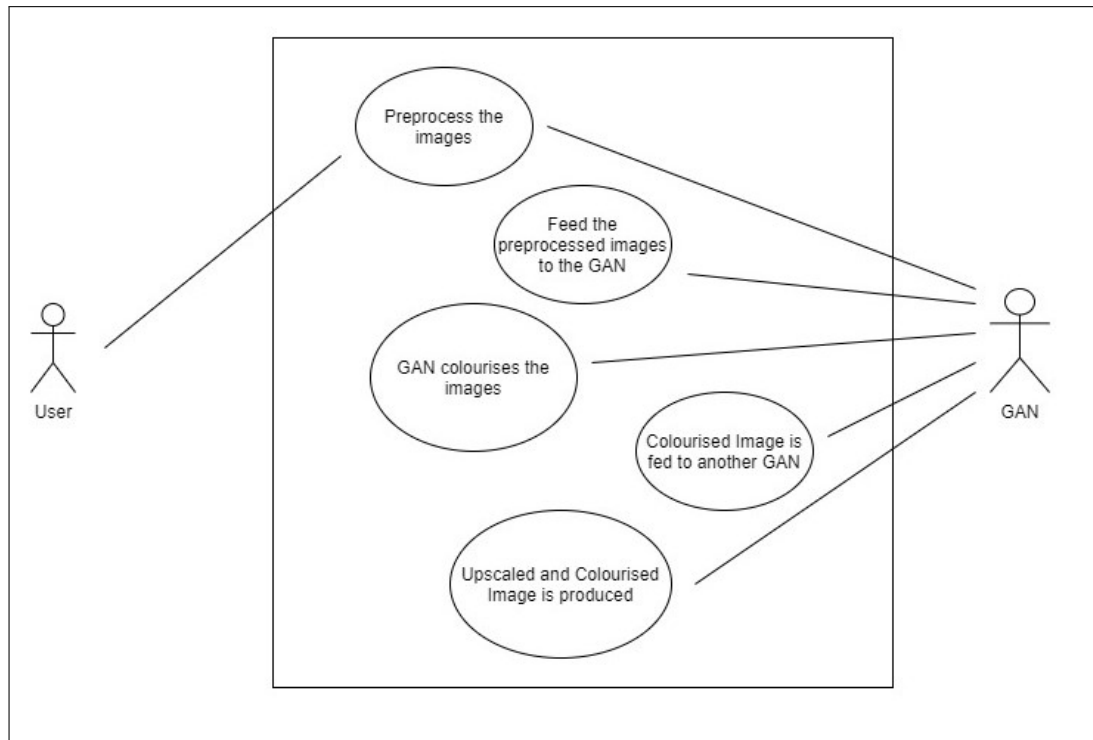 Preprocess the
images
Feed the
preprocessed images
to the GAN
GAN colourises the
images
User
GAN
Colourised Image is
fed to another GAN
Upscaled and Colourised
Image is produced